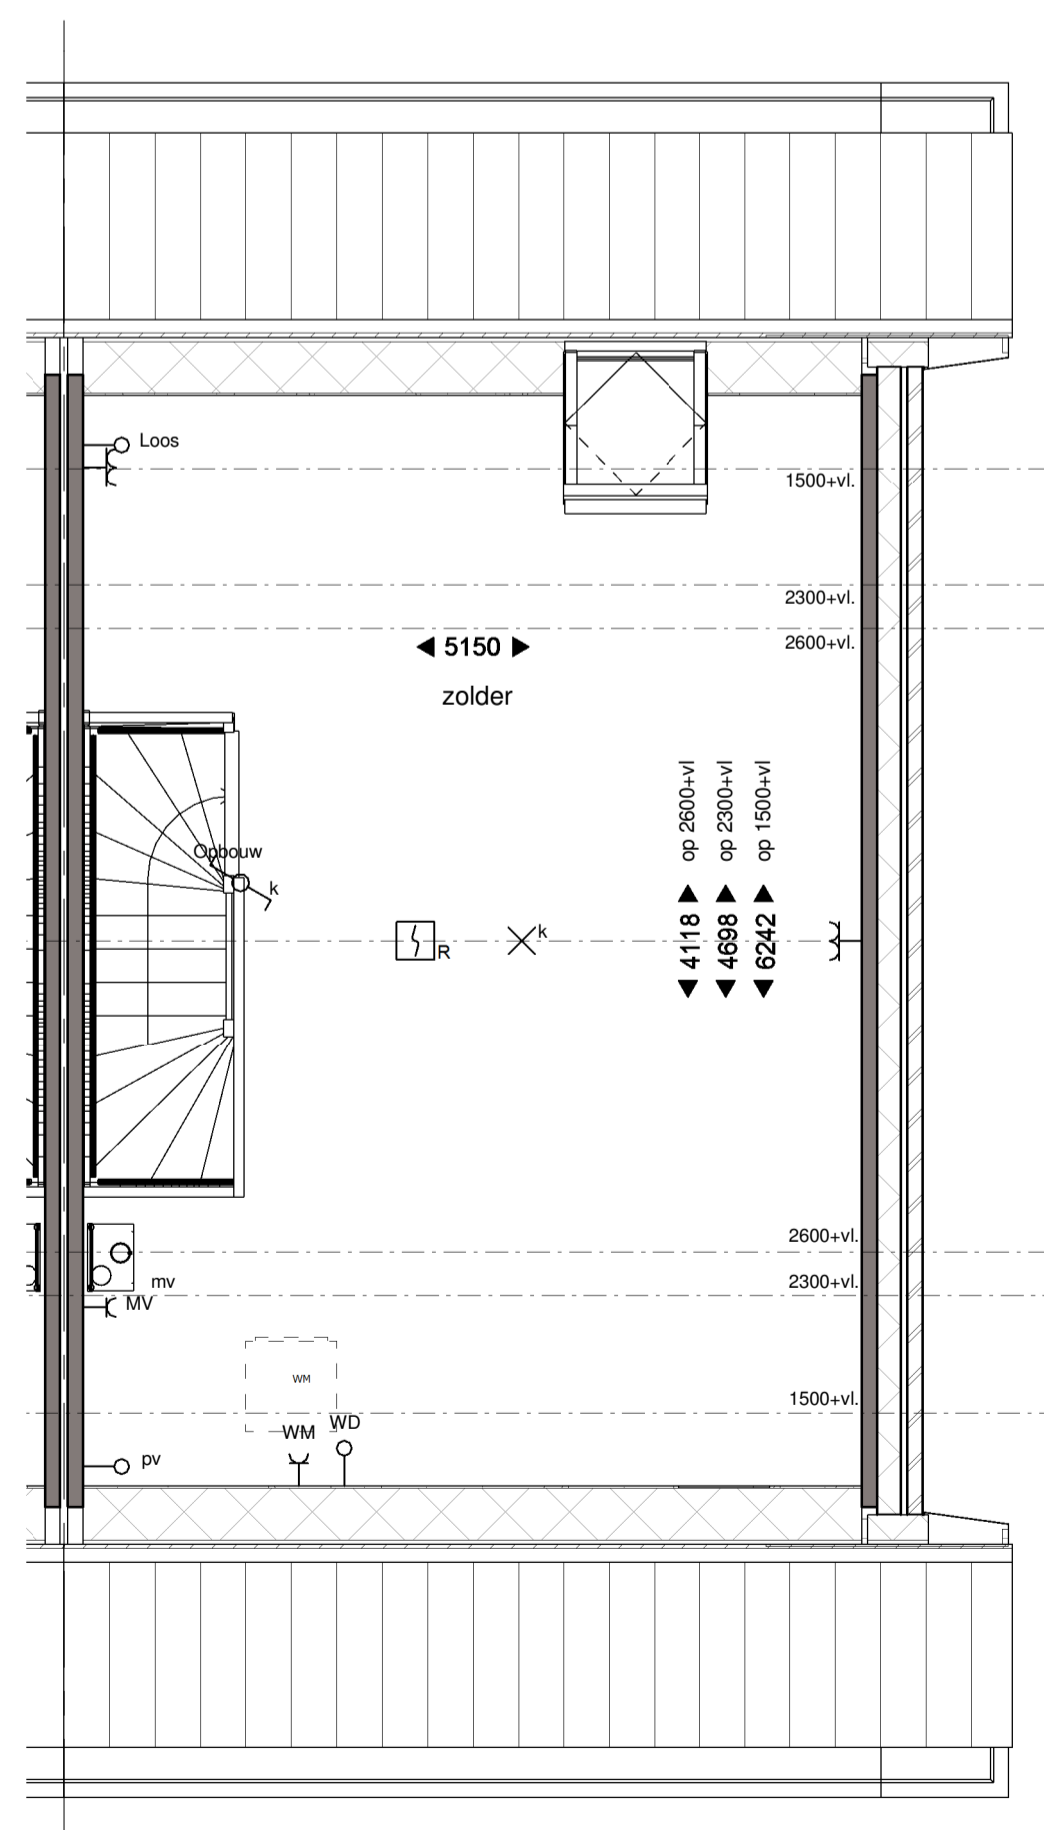 Loos
1500+vl.
2300+vl.
2600+vl.
5150
zolder
op 2600+vl
op 2300+vl
op 1500+vl
4118
4698
6242
Opbouw
k
R
k
2600+vl.
2300+vl.
mv
MV
WM
1500+vl.
WM
WD
pv